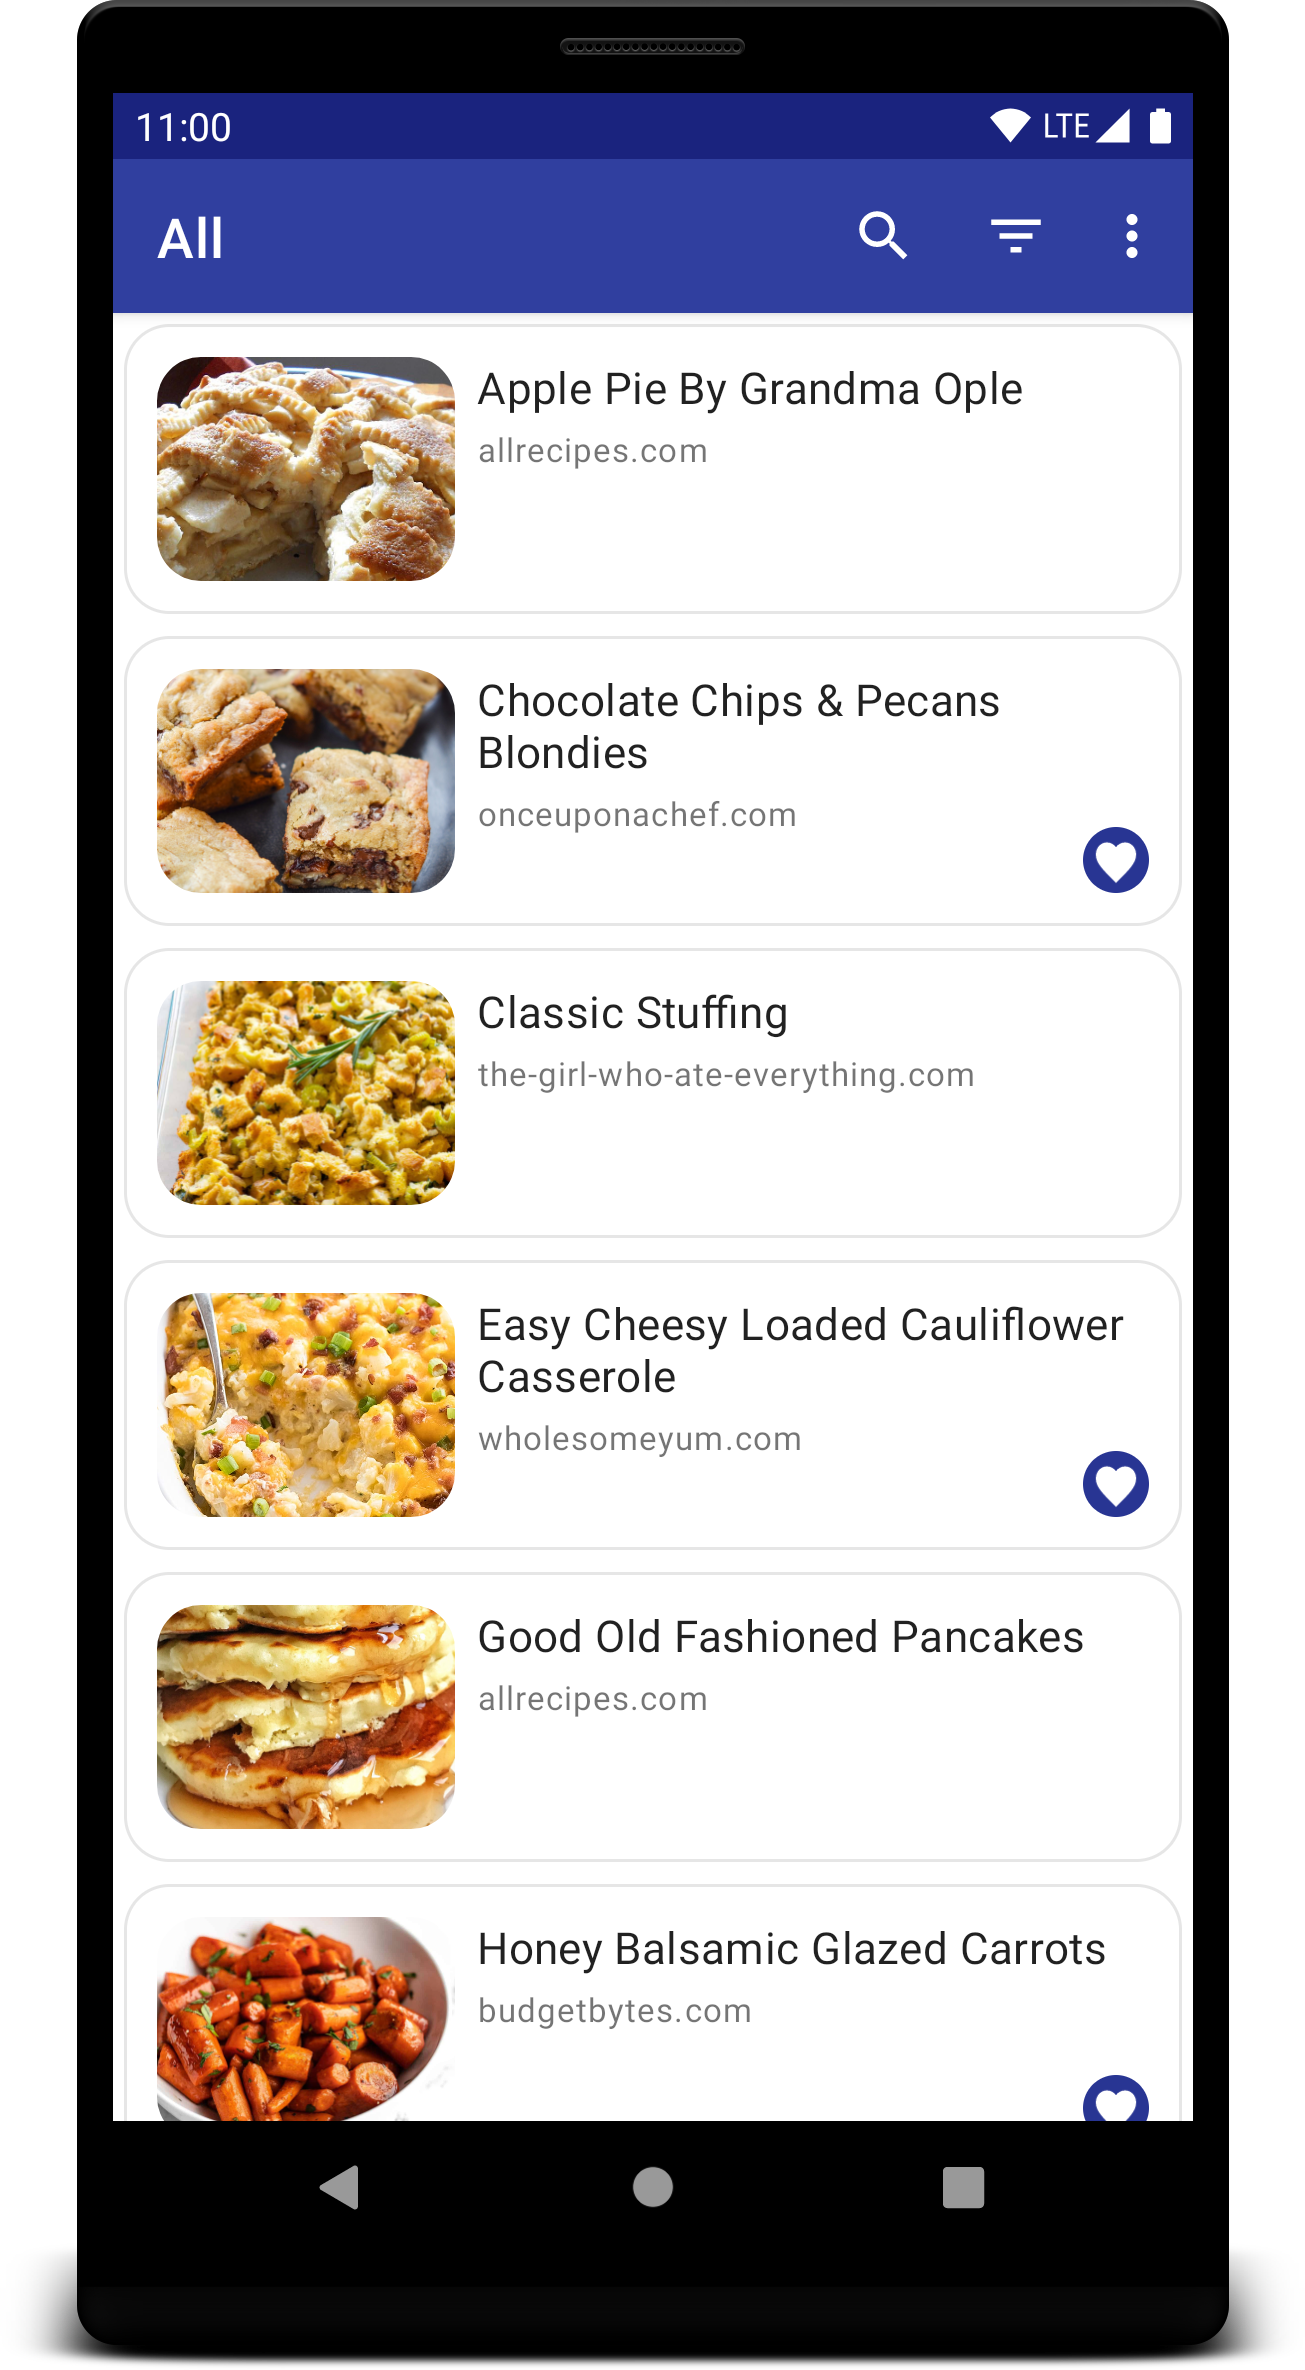 11:00
LTE
All
Apple Pie By Grandma Ople
allrecipes.com
Chocolate Chips & Pecans
Blondies
onceuponachef.com
Classic Stuffing
the-girl-who-ate-everything.com
Easy Cheesy Loaded Cauliflower
Casserole
wholesomeyum.com
Good Old Fashioned Pancakes
allrecipes.com
Honey Balsamic Glazed Carrots
budgetbytes.com